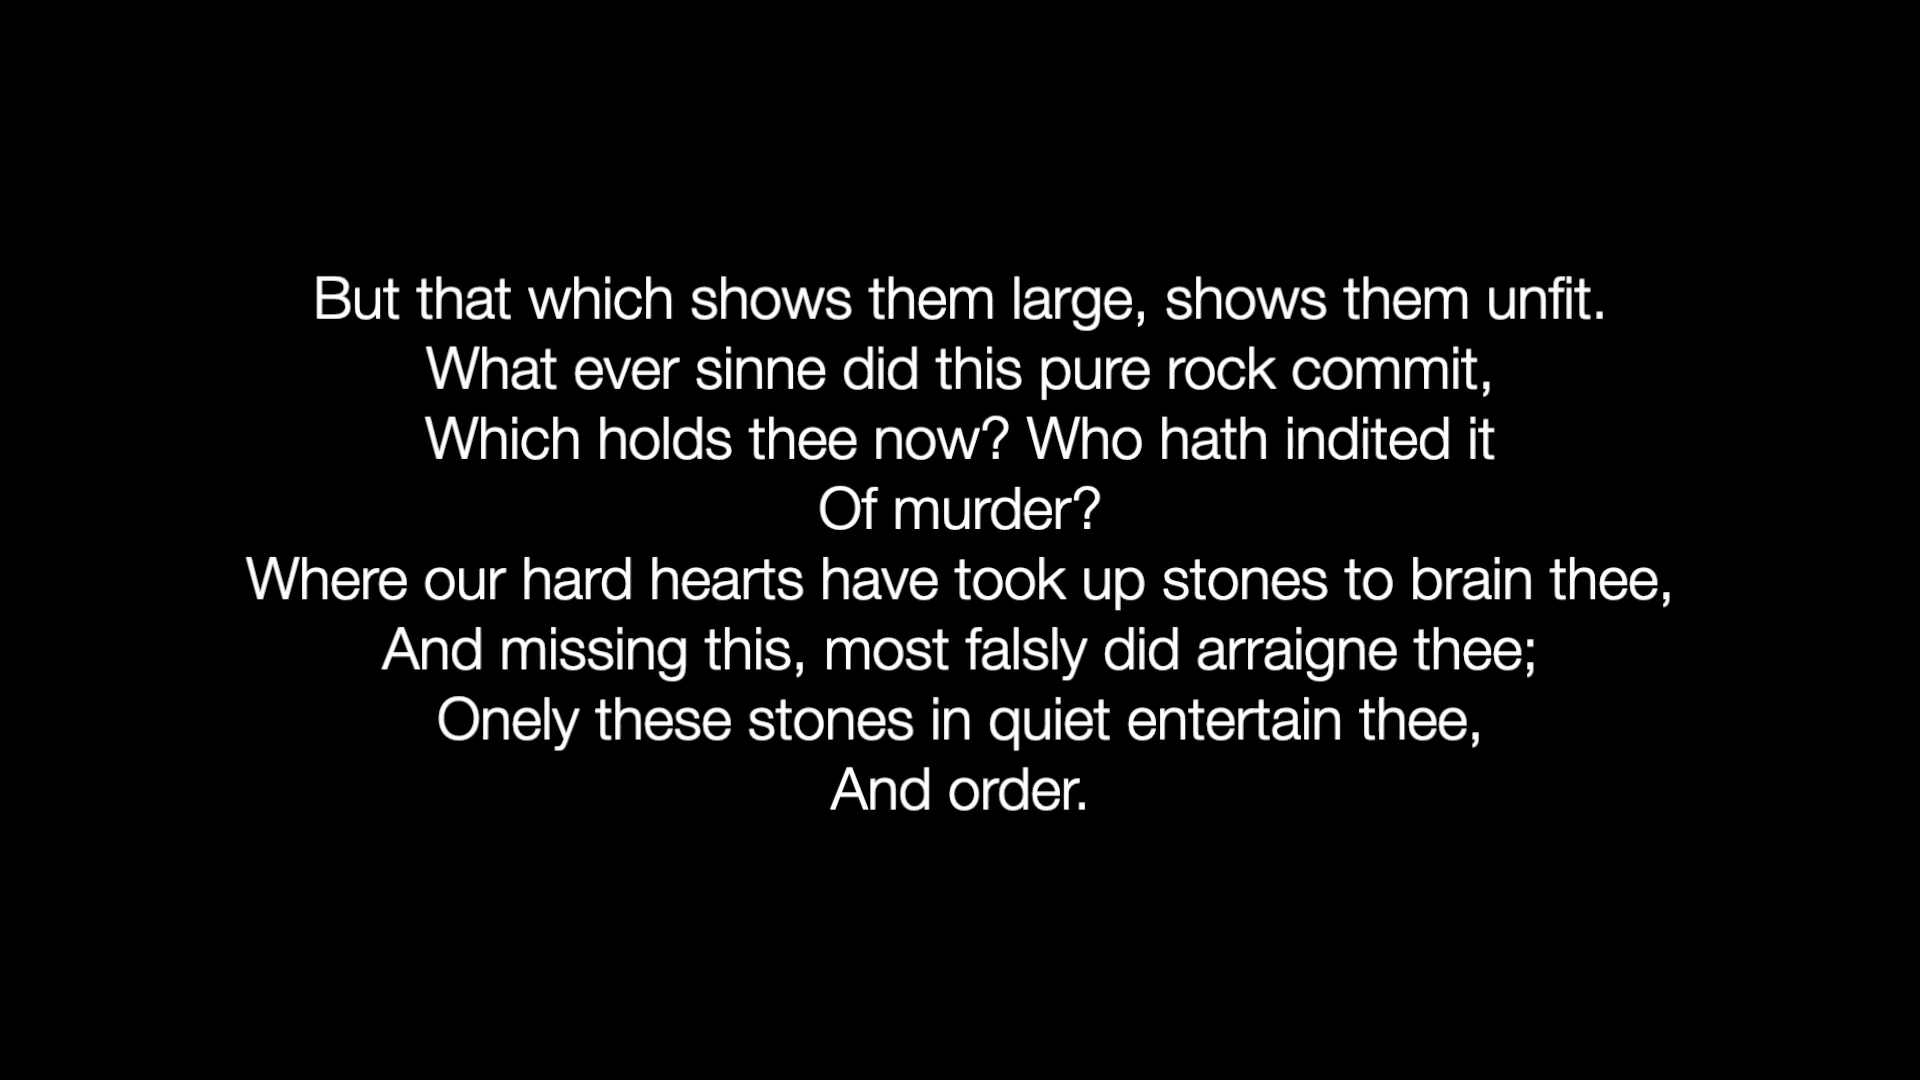 But that which shows them large, shows them unfit.
What ever sinne did this pure rock commit,
Which holds thee now? Who hath indited it
Of murder?
Where our hard hearts have took up stones to brain thee,
And missing this, most falsly did arraigne thee;
Onely these stones in quiet entertain thee,
And order.